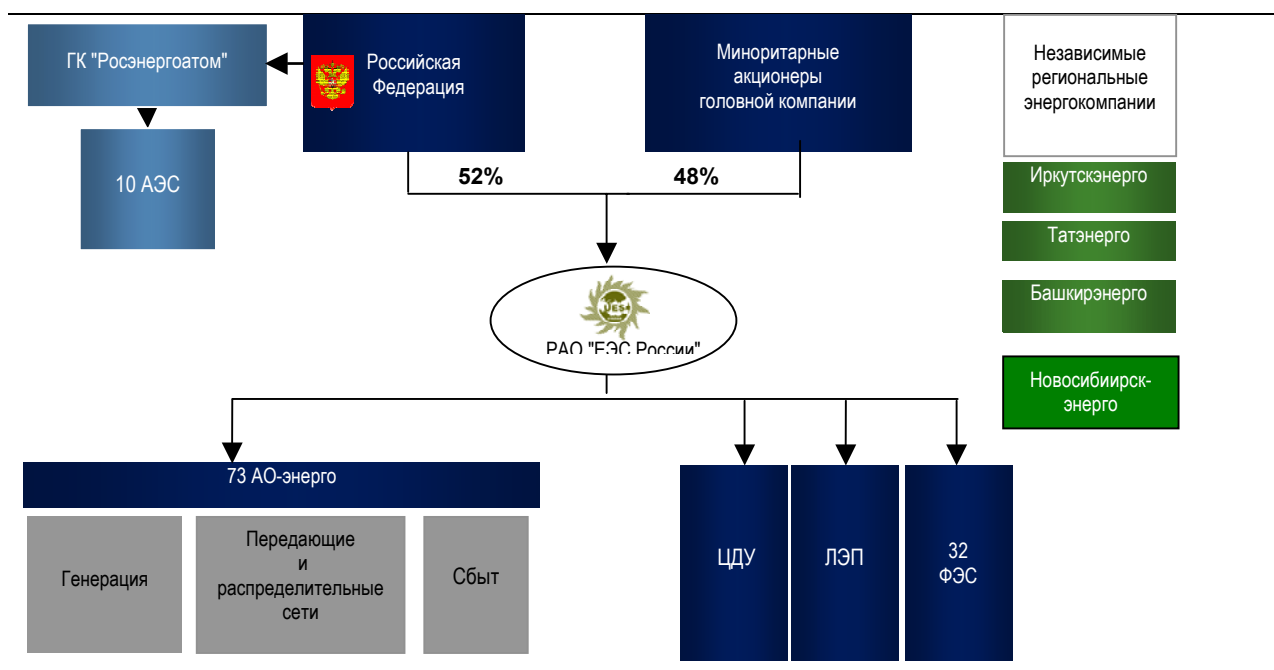 ГК "Росэнергоатом"
Российская
Федерация
Миноритарные
акционеры
головной компании
Независимые
региональные
энергокомпании
10 АЭС
52%
48%
Иркутскэнерго
Татэнерго
Башкирэнерго
UES
РАО "ЕЭС России"
Новосибиирск-
энерго
73 АО-энерго
Генерация
Передающие
и
распределительные
сети
Сбыт
ЦДУ
ЛЭП
32
ФЭС